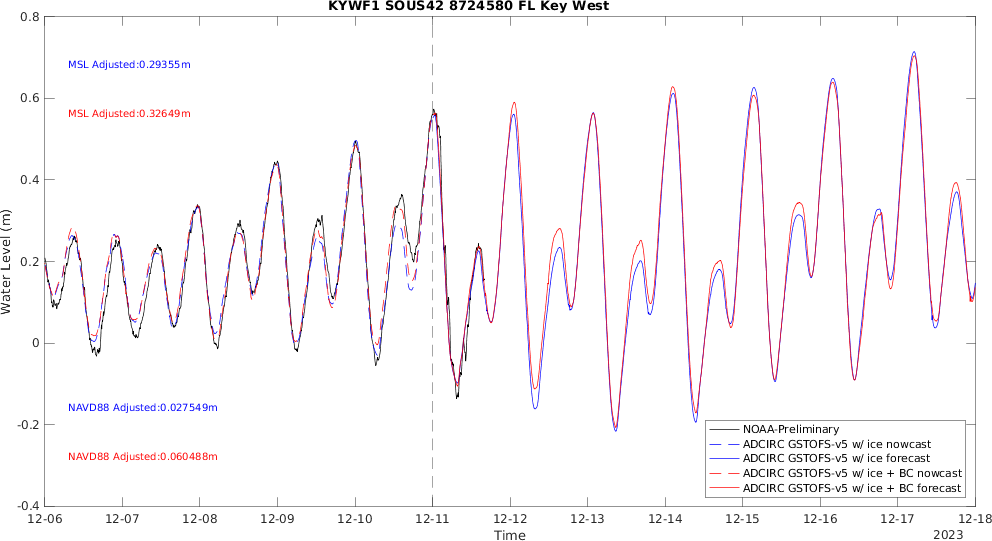 KYWF1 SOUS42 8724580 FL Key West
0.8
0.6
0.4
0.2
0
-0.2
-0.4
Water Level (m)
MSL Adjusted:0.29355m
MSL Adjusted:0.32649m
NAVD88 Adjusted:0.027549m
NAVD88 Adjusted:0.060488m
NOAA-Preliminary
ADCIRC GSTOFS-v5 w/ ice nowcast
ADCIRC GSTOFS-v5 w/ ice forecast
ADCIRC GSTOFS-v5 w/ ice + BC nowcast
ADCIRC GSTOFS-v5 w/ ice + BC forecast
12-06 12-07 12-08 12-09 12-10 12-11 12-12 12-13 12-14 12-15 12-16 12-17 12-18
Time
2023